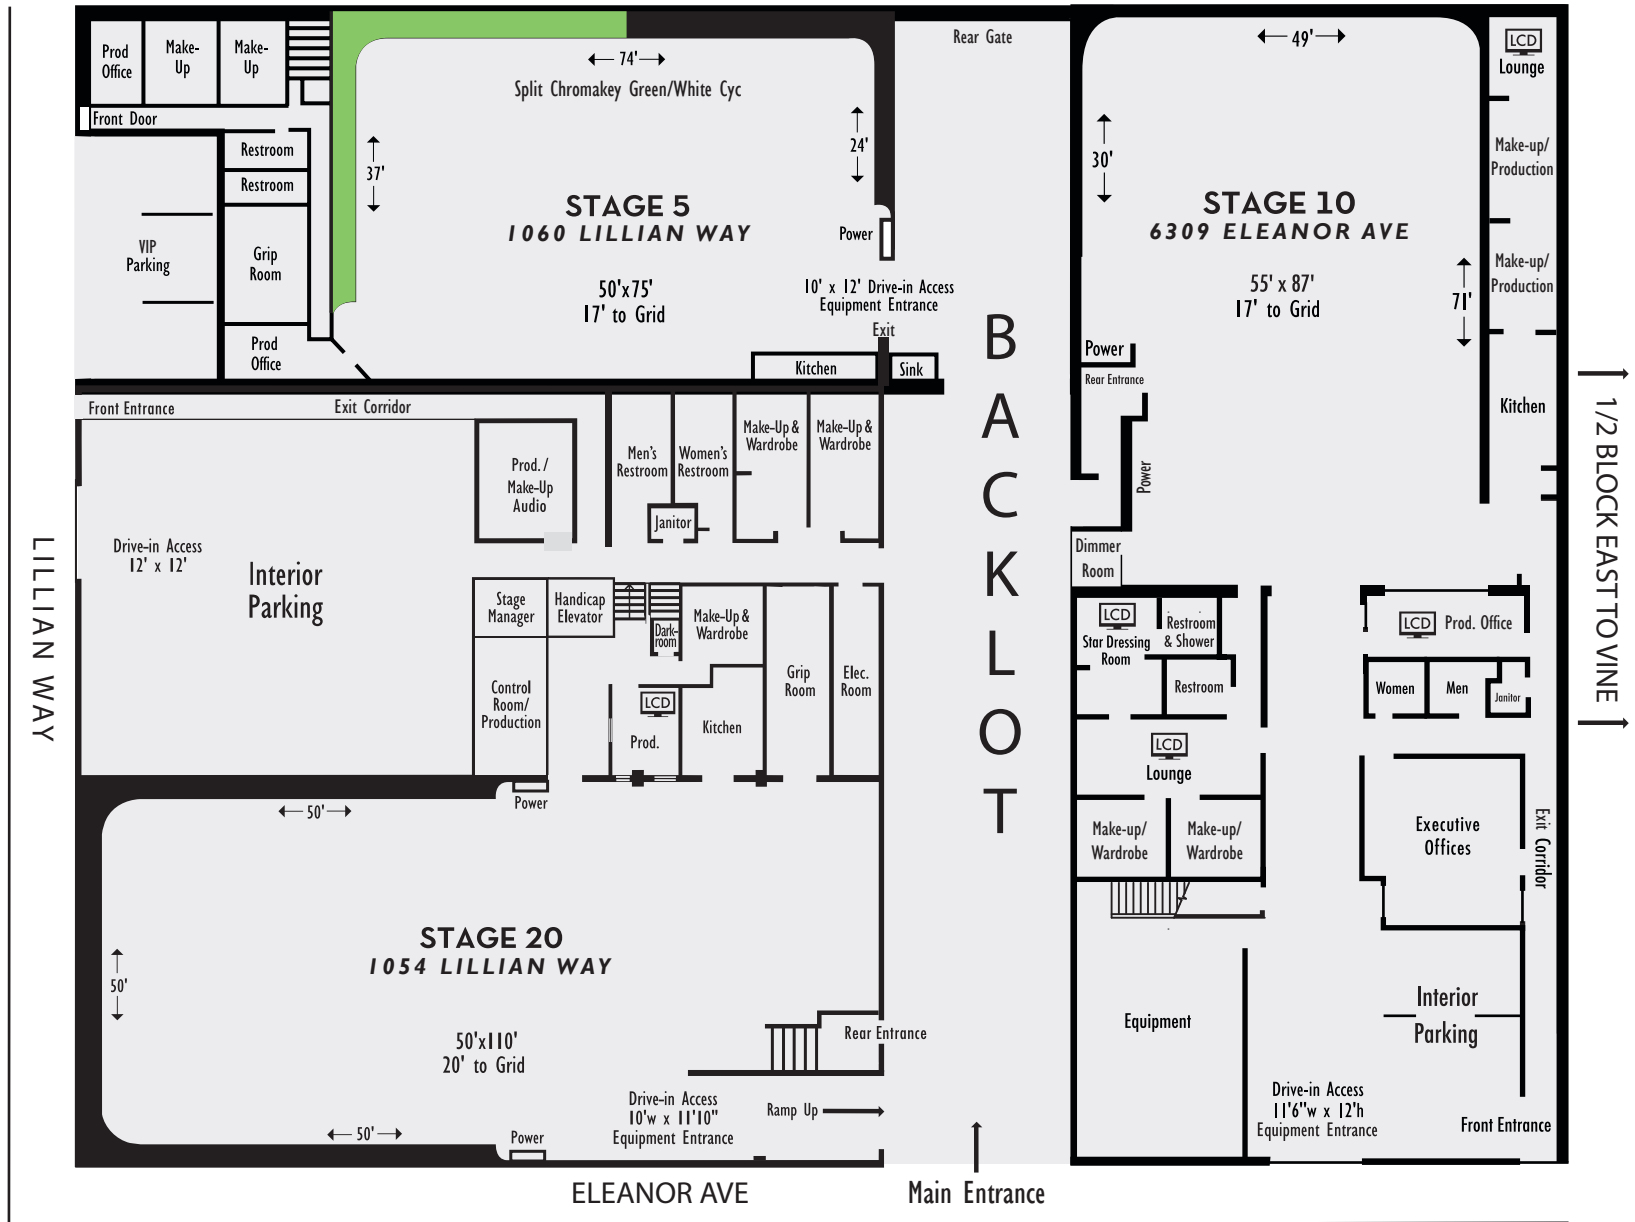 Prod
Office
Make-
Up
Make-
Up
Front Door
Restroom
Restroom
VIP
Parking
Grip
Room
Prod
Office
74'
Split Chromakey Green/White Cyc
37'
24'
STAGE 5
1060 LILLIAN WAY
50'x75'
17' to Grid
Power
10' x 12' Drive-in Access
Equipment Entrance
Exit
Kitchen
Sink
Rear Gate
BACKLOT
49'
30'
STAGE 10
6309 ELEANOR AVE
55' x 87'
17' to Grid
71'
Power
Rear Entrance
Power
Dimmer
Room
LCD
Lounge
Make-up/
Production
Make-up/
Production
Kitchen
1/2 BLOCK EAST TO VINE
Front Entrance
Exit Corridor
Prod. /
Make-Up
Audio
Men's
Restroom
Women's
Restroom
Janitor
Make-Up &
Wardrobe
Make-Up &
Wardrobe
LILLIAN WAY
Drive-in Access
12' x 12'
Interior
Parking
Stage
Manager
Handicap
Elevator
Dark-
room
Make-Up &
Wardrobe
Control
Room/
Production
LCD
Prod.
Kitchen
Grip
Room
Elec.
Room
Power
50'
50'
STAGE 20
1054 LILLIAN WAY
50'x110'
20' to Grid
50'
Power
Rear Entrance
Drive-in Access
10'w x 11'10"
Equipment Entrance
Ramp Up
LCD
Star Dressing
Room
Restroom
& Shower
Restroom
LCD
Lounge
Make-up/
Wardrobe
Make-up/
Wardrobe
LCD
Prod. Office
Women
Men
Janitor
Executive
Offices
Exit Corridor
Equipment
Interior
Parking
Drive-in Access
11'6"w x 12'h
Equipment Entrance
Front Entrance
ELEANOR AVE
Main Entrance